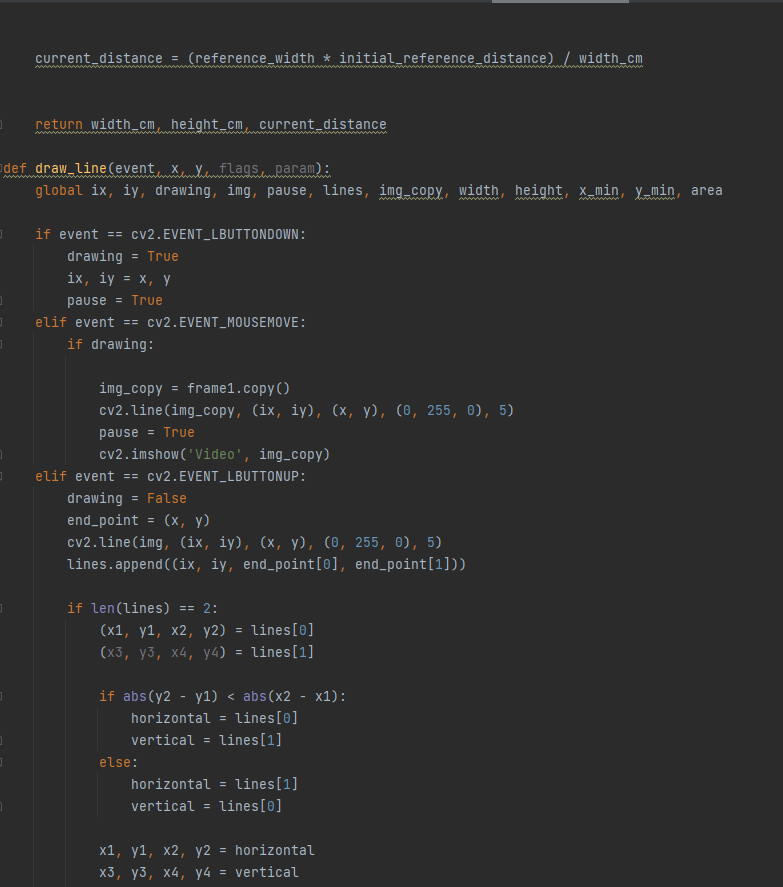 current_distance = (reference_width * initial_reference_distance) / width_cm
return width_cm, height_cm, current_distance
def draw_line(event, x, y, flags, param):
global ix, iy, drawing, img, pause, lines, img_copy, width, height, x_min, y_min, area
if event == cv2.EVENT_LBUTTONDOWN:
drawing = True
ix, iy = x, y
pause = True
elif event == cv2.EVENT_MOUSEMOVE:
if drawing:
img_copy = frame1.copy()
cv2.line(img_copy, (ix, iy), (x, y), (0, 255, 0), 5)
pause = True
cv2.imshow('Video', img_copy)
elif event == cv2.EVENT_LBUTTONUP:
drawing = False
end_point = (x, y)
cv2.line(img, (ix, iy), (x, y), (0, 255, 0), 5)
lines.append((ix, iy, end_point[0], end_point[1]))
if len(lines) == 2:
(x1, y1, x2, y2) = lines[0]
(x3, y3, x4, y4) = lines[1]
if abs(y2 - y1) < abs(x2 - x1):
horizontal = lines[0]
vertical = lines[1]
else:
horizontal = lines[1]
vertical = lines[0]
x1, y1, x2, y2 = horizontal
x3, y3, x4, y4 = vertical